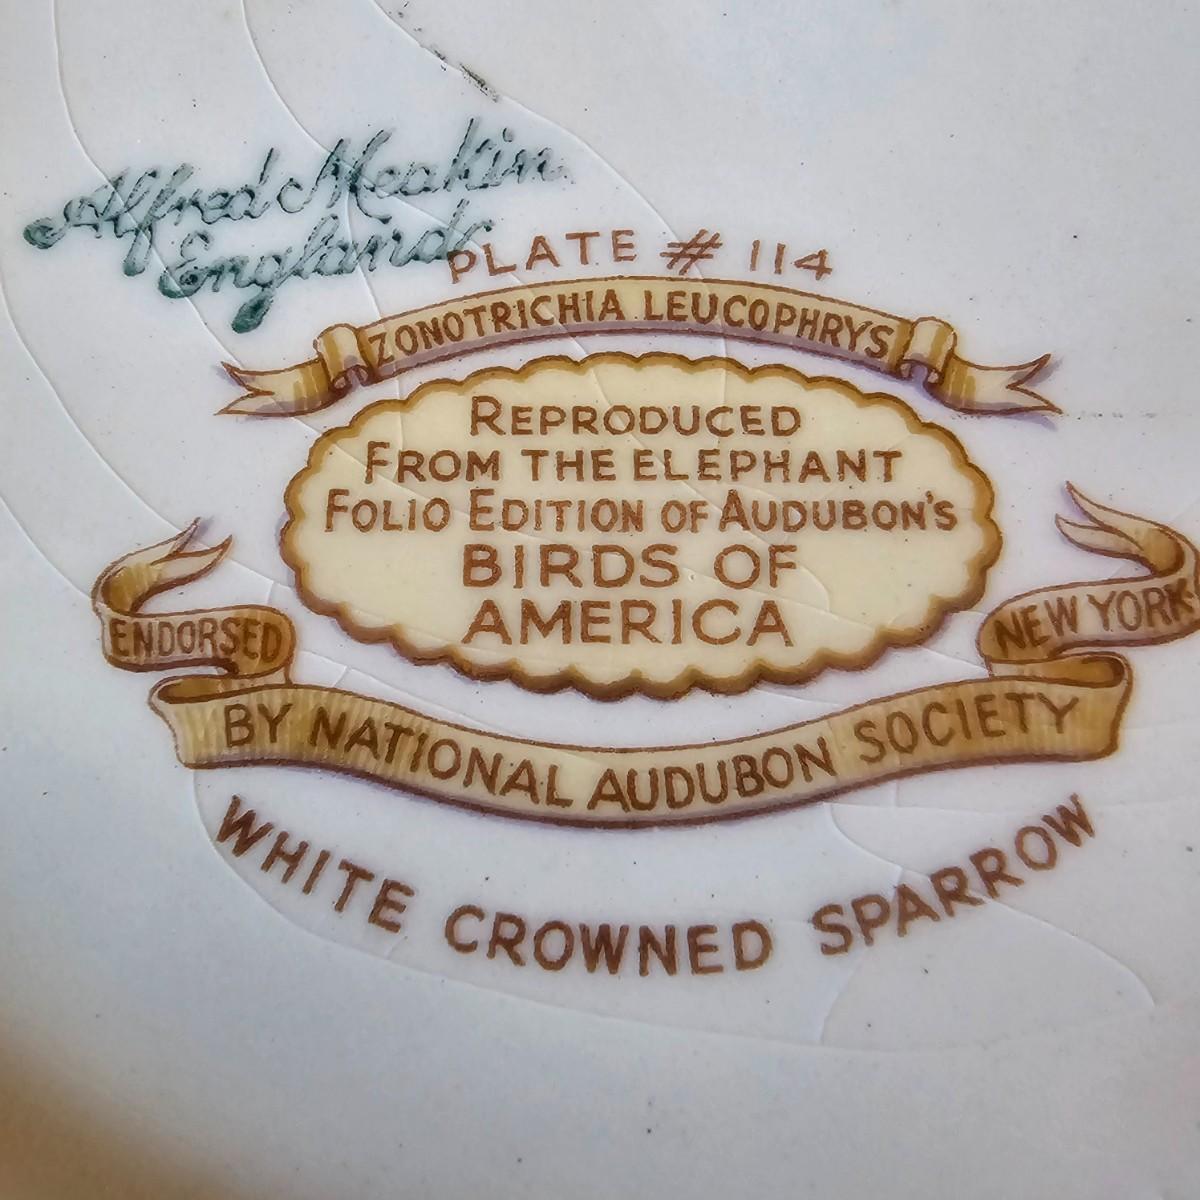 Alfred Meakin
England
PLATE # 114
ZONOTRICHIA LEUCOPHRYS
REPRODUCED
FROM THE ELEPHANT
FOLIO EDITION OF AUDUBON'S
BIRDS OF
AMERICA
ENDORSED
BY NATIONAL AUDUBON SOCIETY
NEW YORK
WHITE CROWNED SPARROW